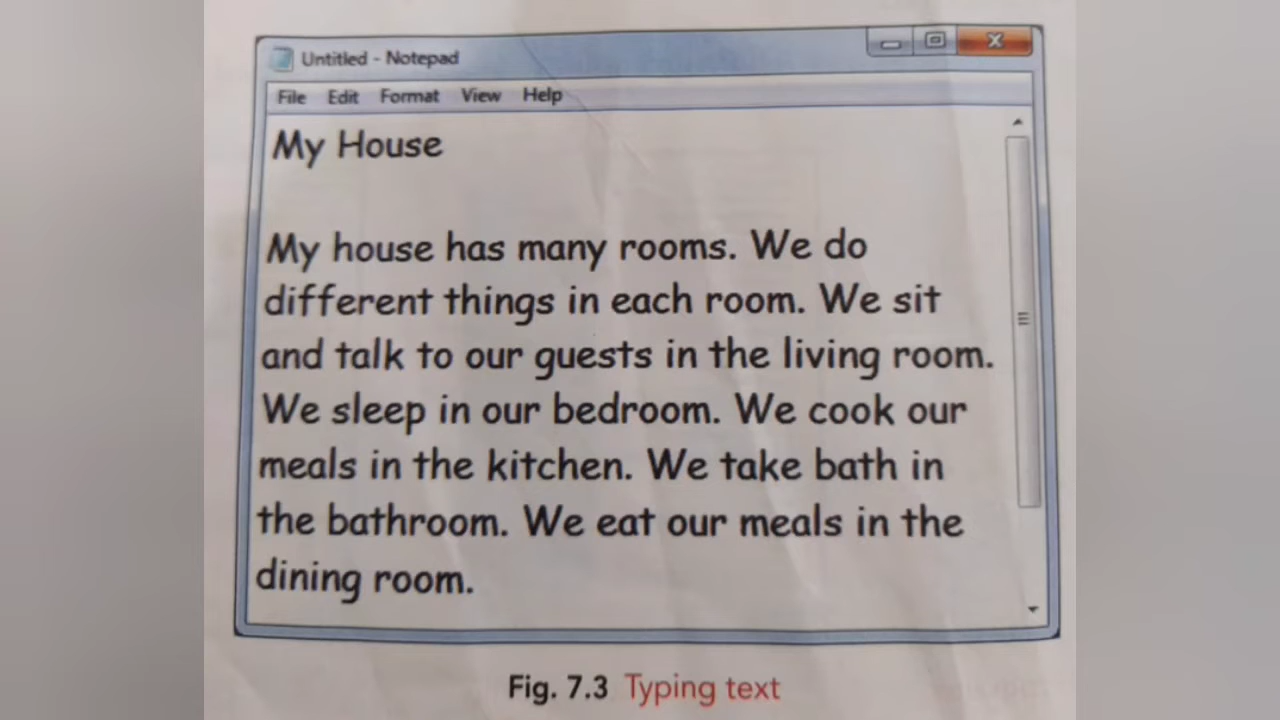 Untitled - Notepad
File Edit Format View Help
My House
My house has many rooms. We do
different things in each room. We sit
and talk to our guests in the living room.
We sleep in our bedroom. We cook our
meals in the kitchen. We take bath in
the bathroom. We eat our meals in the
dining room.
Fig. 7.3 Typing text